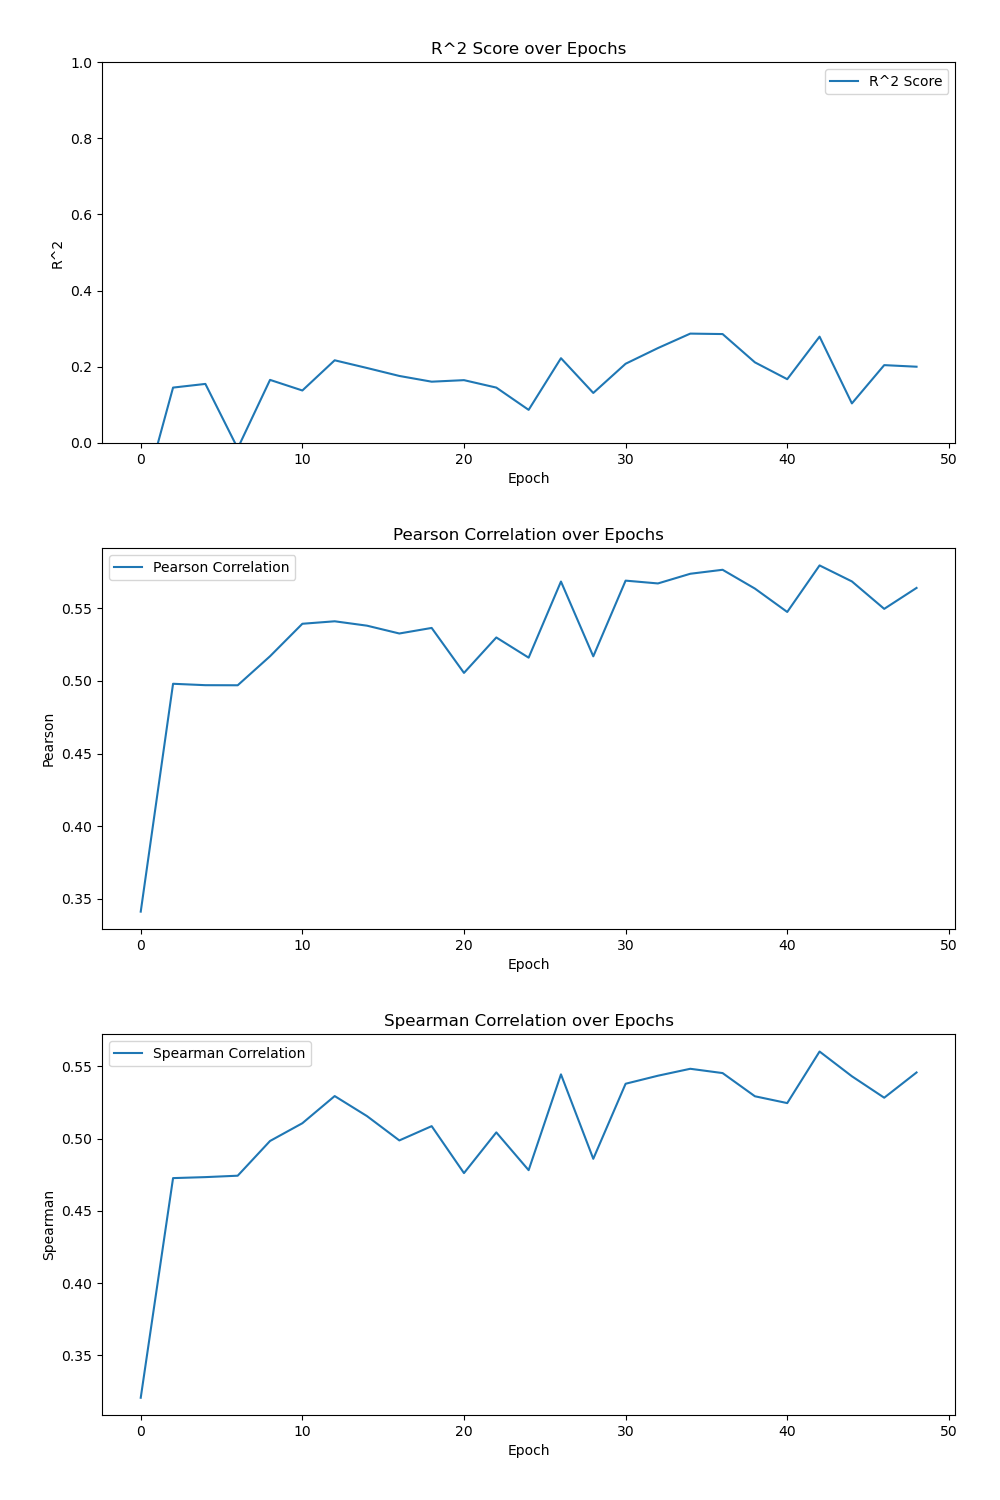 R^2 Score over Epochs
R^2 Score
1.0
0.8
0.6
0.4
0.2
0.0
R^2
0 10 20 30 40 50
Epoch
Pearson Correlation over Epochs
Pearson Correlation
0.55
0.50
0.45
0.40
0.35
Pearson
0 10 20 30 40 50
Epoch
Spearman Correlation over Epochs
Spearman Correlation
0.55
0.50
0.45
0.40
0.35
Spearman
0 10 20 30 40 50
Epoch